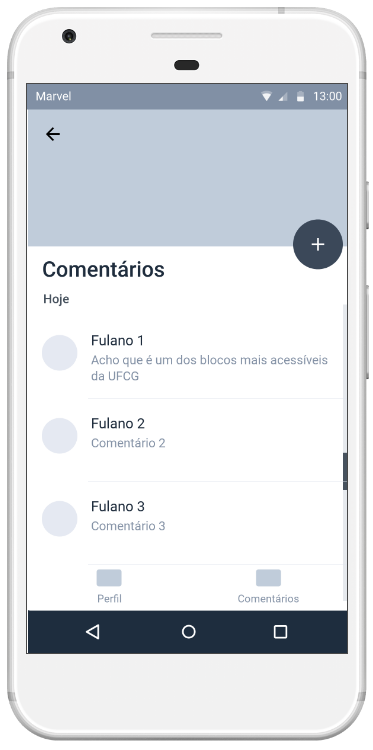 Marvel
13:00
Comentários
Hoje
Fulano 1
Acho que é um dos blocos mais acessíveis
da UFCG
Fulano 2
Comentário 2
Fulano 3
Comentário 3
Perfil
Comentários